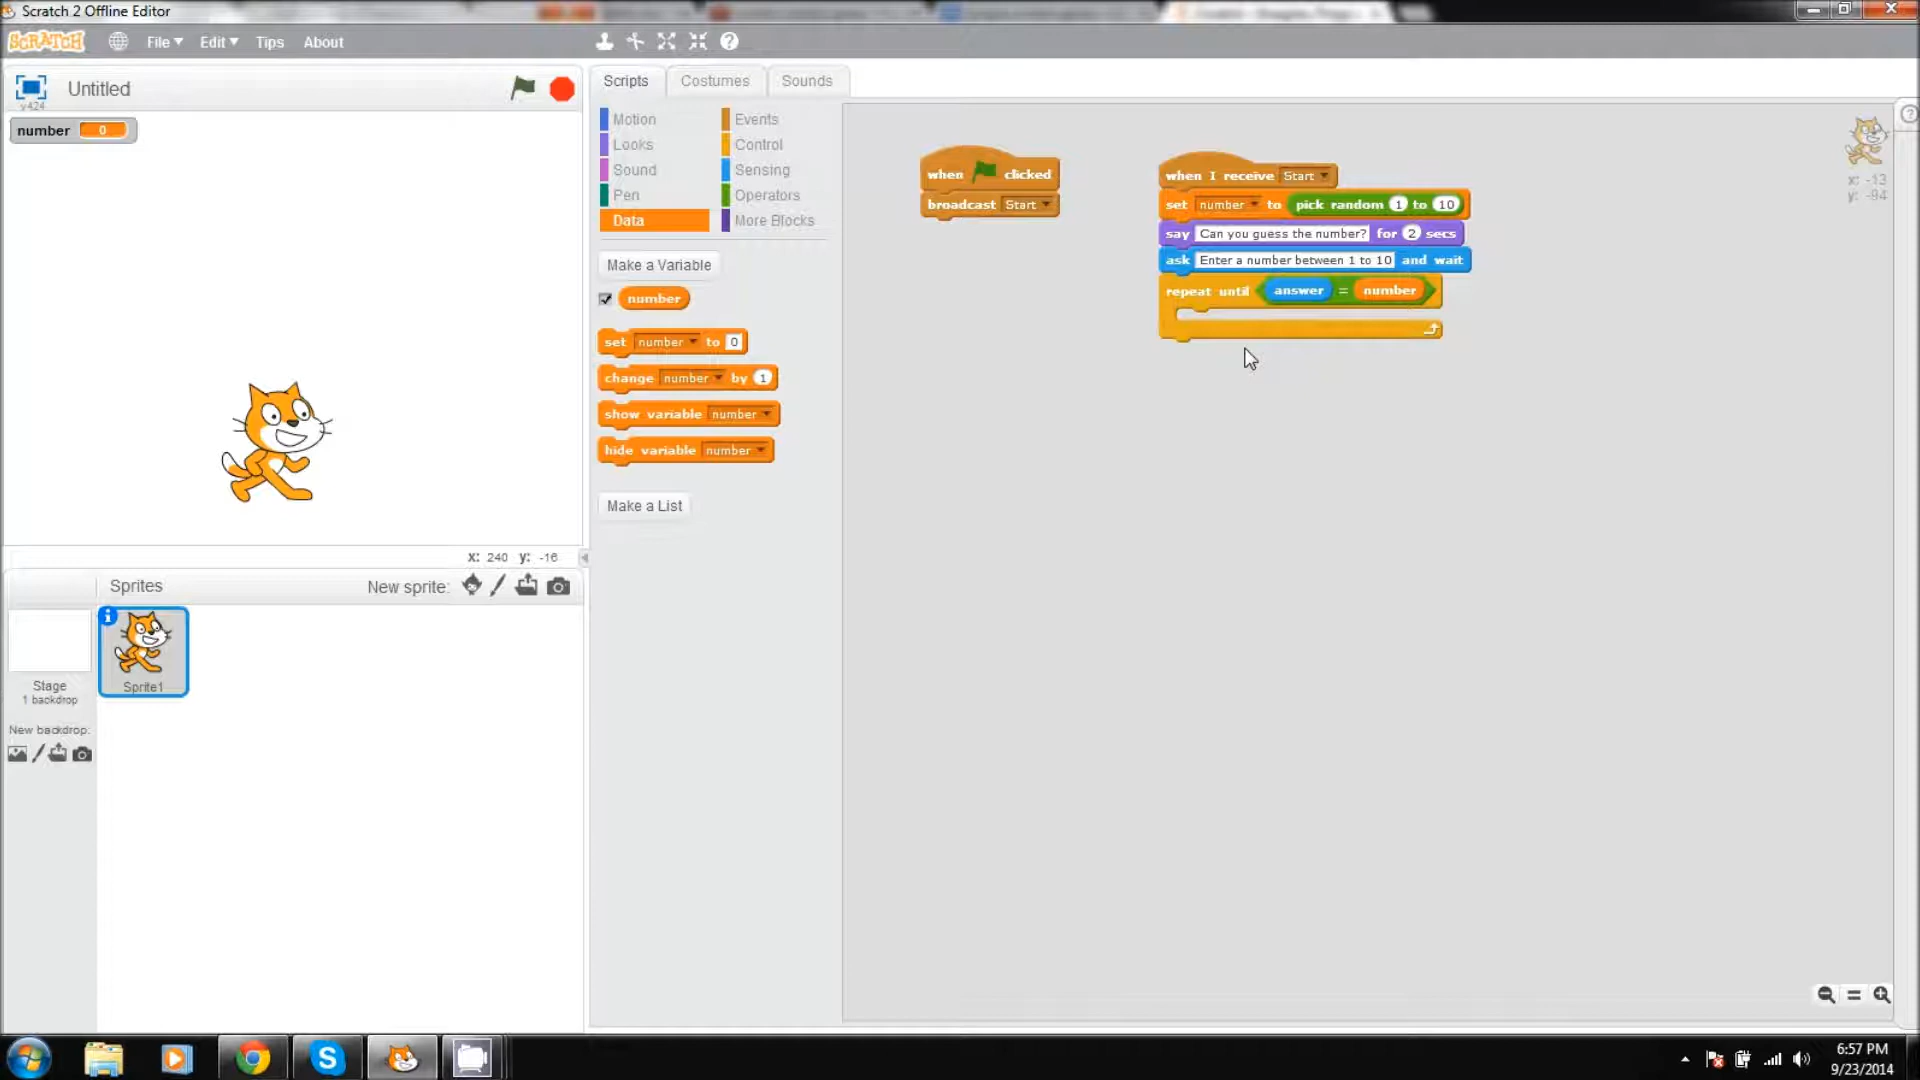 Scratch 2 Offline Editor
SCRATCH File Edit Tips About
v424 Untitled
number 0
Scripts Costumes Sounds
Motion Events
Looks Control
Sound Sensing
Pen Operators
Data More Blocks
Make a Variable
number
set number to 0
change number by 1
show variable number
hide variable number
Make a List
when clicked
broadcast Start
when I receive Start
set number to pick random 1 to 10
say Can you guess the number? for 2 secs
ask Enter a number between 1 to 10 and wait
repeat until answer = number
x: -13
y: -94
x: 240 y: -16
Sprites New sprite:
Sprite1
Stage
1 backdrop
New backdrop:
6:57 PM
9/23/2014